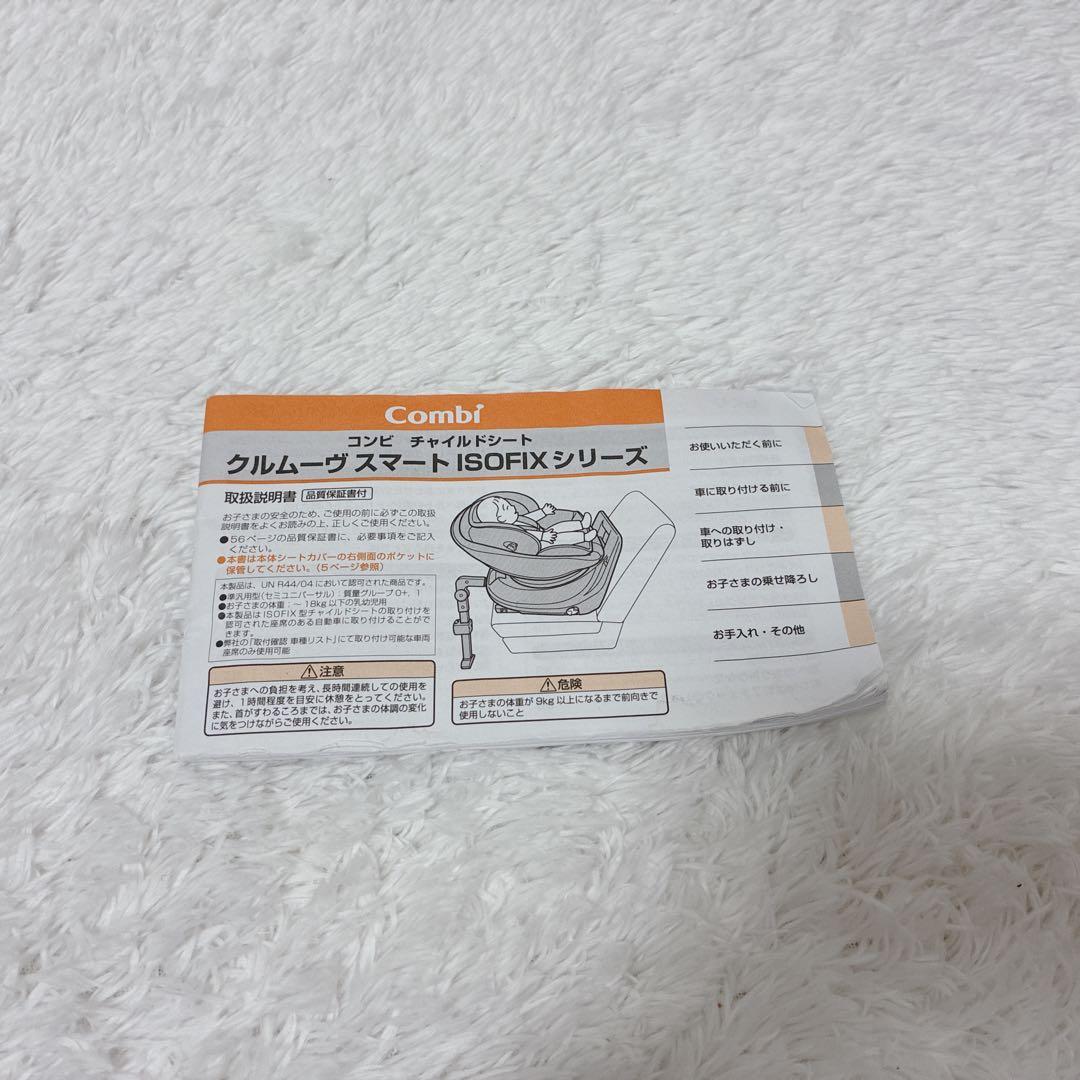 Combi
コンビ チャイルドシート
クルムーヴ スマート ISOFIXシリーズ
取扱説明書 品質保証書付
お子さまの安全のため、ご使用の前に必ずこの取扱
説明書をよくお読みの上、正しくご使用ください。
●56ページの品質保証書に、必要事項をご記入
ください。
●本書は本体シートカバーの右側面のポケットに
保管してください。(5ページ参照)
本製品は、UN R44/04 において認可された商品です。
●準汎用型(セミユニバーサル):質量グループ0+, 1
●お子さまの体重:〜 18kg 以下の乳幼児用
●本製品は ISOFIX 型チャイルドシートの取り付けを
認可された座席のある自動車に取り付けることがで
きます。
●弊社の「取付確認 車種リスト」にて取り付け可能な車両
座席のみ使用可能
注意
お子さまへの負担を考え、長時間連続しての使用を
避け、1時間程度を目安に休憩をとってください。
また、首がすわるころまでは、お子さまの体調の変化
に気をつけながらご使用ください。
危険
お子さまの体重が 9kg 以上になるまで前向きで
使用しないこと
お使いいただく前に
車に取り付ける前に
車への取り付け・
取りはずし
お子さまの乗せ降ろし
お手入れ・その他